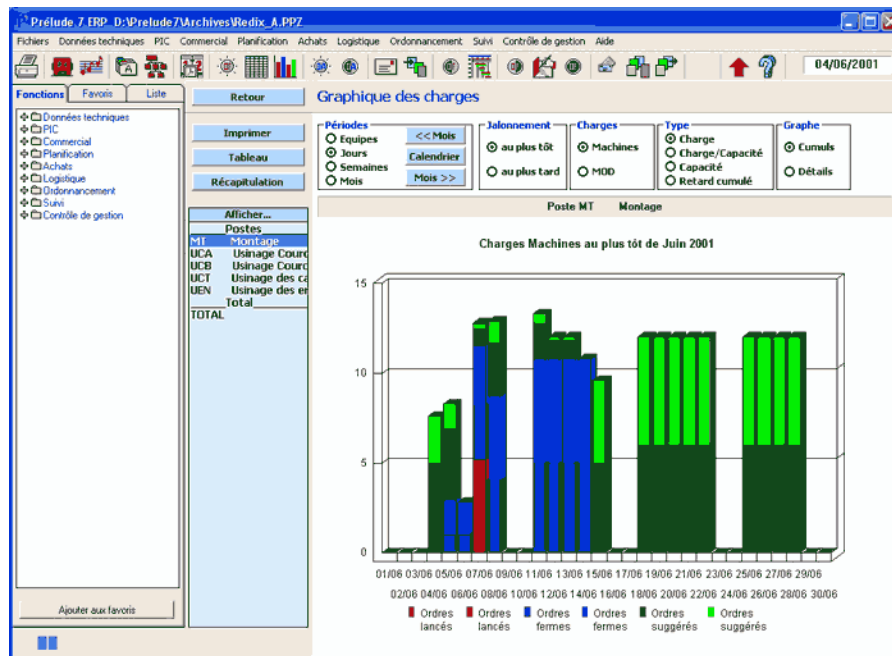 Prélude 7 ERP D:\Prelude7\Archives\Redix_A.PPZ
Fichiers Données techniques PIC Commercial Planification Achats Logistique Ordonnancement Suivi Contrôle de gestion Aide
04/06/2001
Fonctions Favoris Liste
Données techniques
PIC
Commercial
Planification
Achats
Logistique
Ordonnancement
Suivi
Contrôle de gestion
Ajouter aux favoris
Retour
Imprimer
Tableau
Récapitulation
Afficher...
Postes
MT Montage
UCA Usinage Courc
UCB Usinage Courc
UCT Usinage des ca
UEN Usinage des en
Total
TOTAL
Graphique des charges
Périodes
Equipes
Jours
Semaines
Mois
<< Mois
Calendrier
Mois >>
Jalonnement
au plus tôt
au plus tard
Charges
Machines
MOD
Type
Charge
Charge/Capacité
Capacité
Retard cumulé
Graphe
Cumuls
Détails
Poste MT Montage
Charges Machines au plus tôt de Juin 2001
15
10
5
0
01/06 03/06 05/06 07/06 09/06 11/06 13/06 15/06 17/06 19/06 21/06 23/06 25/06 27/06 29/06
02/06 04/06 06/06 08/06 10/06 12/06 14/06 16/06 18/06 20/06 22/06 24/06 26/06 28/06 30/06
Ordres lancés
Ordres lancés
Ordres fermes
Ordres fermes
Ordres suggérés
Ordres suggérés